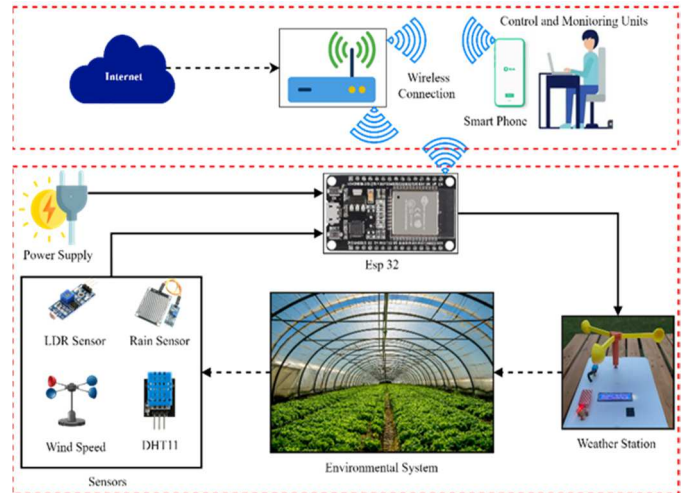 Control and Monitoring Units
Internet
Wireless
Connection
Smart Phone
Power Supply
Esp 32
LDR Sensor
Rain Sensor
Wind Speed
DHT11
Sensors
Environmental System
Weather Station